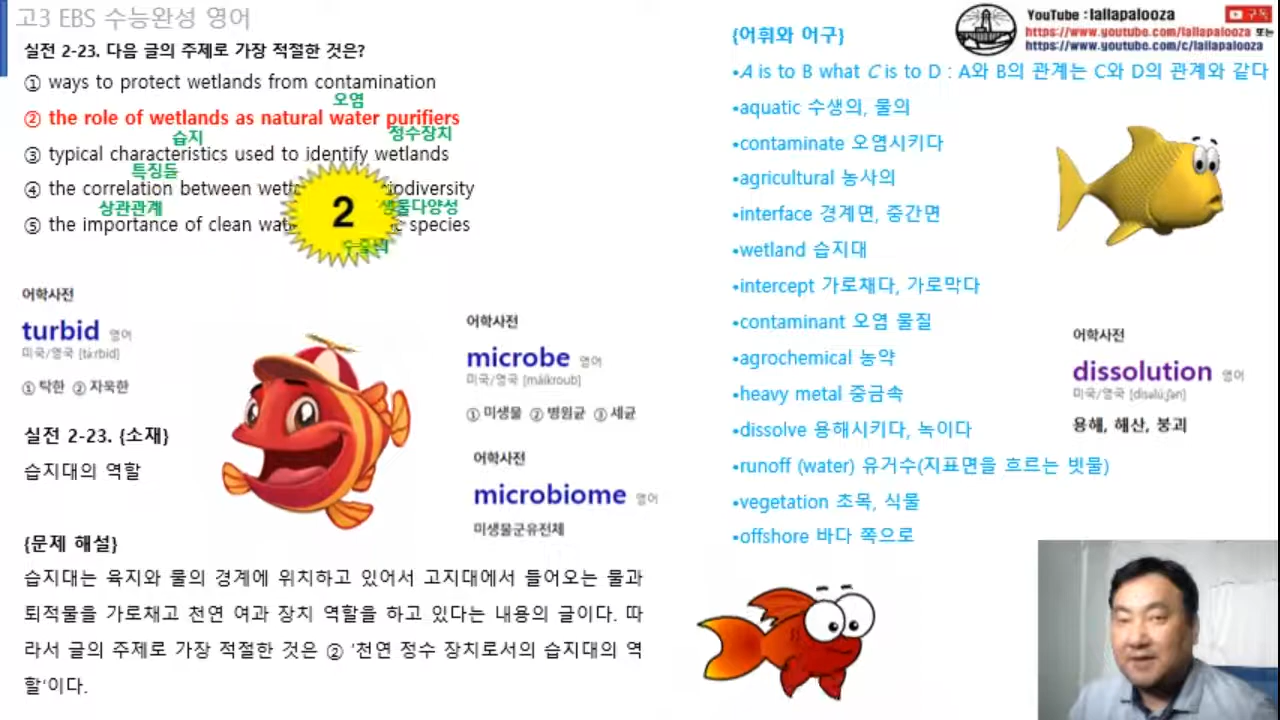 고3 EBS 수능완성 영어
실전 2-23. 다음 글의 주제로 가장 적절한 것은?
① ways to protect wetlands from contamination
오염
② the role of wetlands as natural water purifiers
습지
정수장치
③ typical characteristics used to identify wetlands
특징들
④ the correlation between biodiversity
상관관계
생물다양성
⑤ the importance of clean species
2
어학사전
turbid 영어
미국/영국 [tə́:rbid]
① 탁한 ② 자욱한
실전 2-23. {소재}
습지대의 역할
어학사전
microbe 영어
미국/영국 [máikroub]
① 미생물 ② 병원균 ③ 세균
어학사전
microbiome 영어
미생물군유전체
{문제 해설}
습지대는 육지와 물의 경계에 위치하고 있어서 고지대에서 들어오는 물과
퇴적물을 가로채고 천연 여과 장치 역할을 하고 있다는 내용의 글이다. 따
라서 글의 주제로 가장 적절한 것은 ② ‘천연 정수 장치로서의 습지대의 역
할’이다.
{어휘와 어구}
YouTube : lallapalooza
구독
https://www.youtube.com/lallapalooza 또는
https://www.youtube.com/c/lallapalooza
•A is to B what C is to D : A와 B의 관계는 C와 D의 관계와 같다
•aquatic 수생의, 물의
•contaminate 오염시키다
•agricultural 농사의
•interface 경계면, 중간면
•wetland 습지대
•intercept 가로채다, 가로막다
•contaminant 오염 물질
•agrochemical 농약
•heavy metal 중금속
•dissolve 용해시키다, 녹이다
•runoff (water) 유거수(지표면을 흐르는 빗물)
•vegetation 초목, 식물
•offshore 바다 쪽으로
어학사전
dissolution 영어
미국/영국 [dìsəlú:ʃən]
용해, 해산, 붕괴